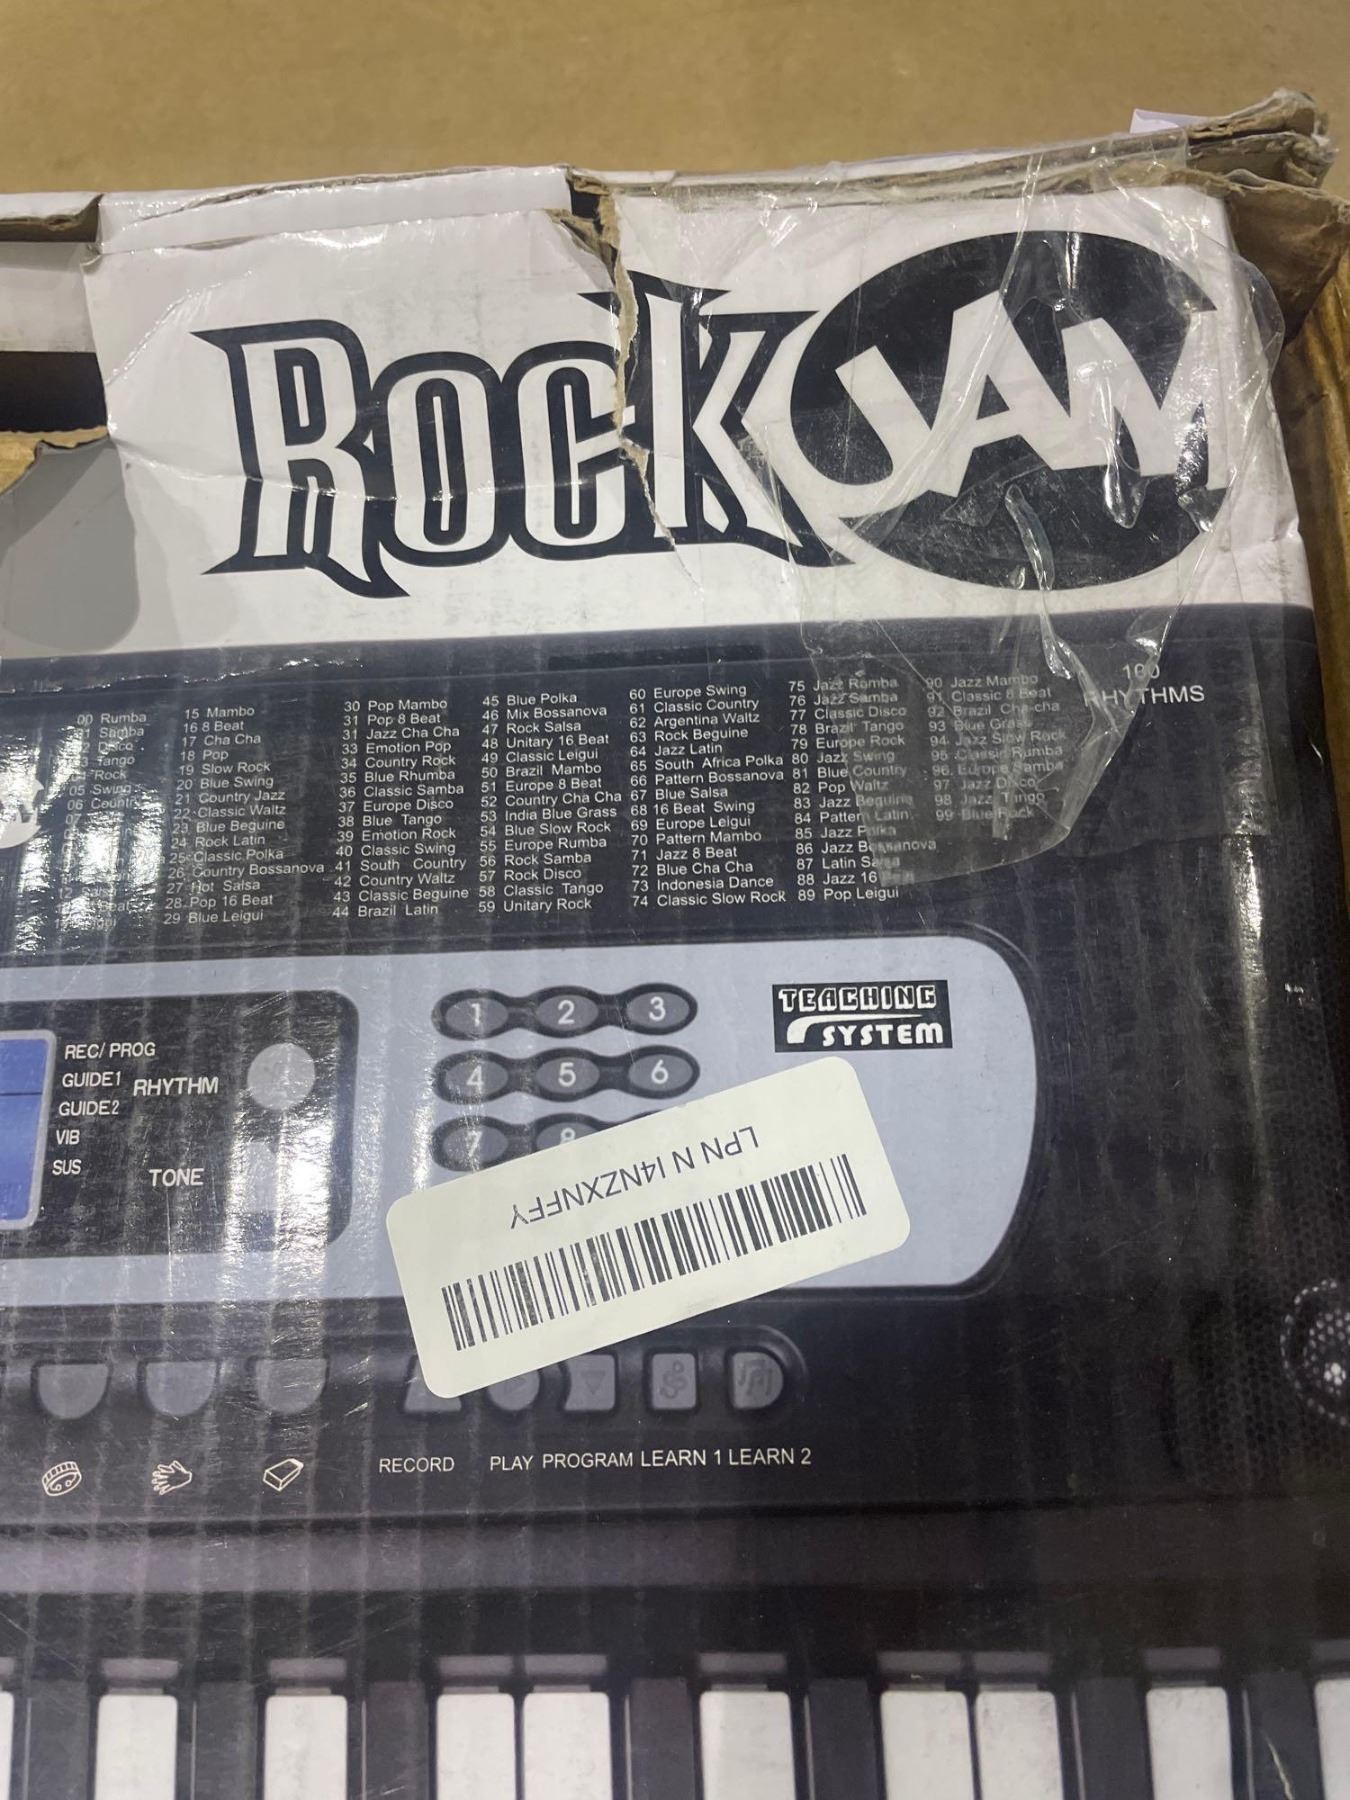 ROCK JAM
100
RHYTHMS
00 Rumba
Samba
Disco
Tango
04 Rock
05 Swing
06
07
15 Mambo
16 8 Beat
17 Cha Cha
18 Pop
19 Slow Rock
20 Blue Swing
21 Country Jazz
22 Classic Waltz
23 Blue Beguine
24 Rock Latin
25 Classic Polka
26 Country Bossanova
27 Hot Salsa
28 Pop 16 Beat
29 Blue Leigui
30 Pop Mambo
31 Pop 8 Beat
31 Jazz Cha Cha
33 Emotion Pop
34 Country Rock
35 Blue Rhumba
36 Classic Samba
37 Europe Disco
38 Blue Tango
39 Emotion Rock
40 Classic Swing
41 South Country
42 Country Waltz
43 Classic Beguine
44 Brazil Latin
45 Blue Polka
46 Mix Bossanova
47 Rock Salsa
48 Unitary 16 Beat
49 Classic Leigui
50 Brazil Mambo
51 Europe 8 Beat
52 Country Cha Cha
53 India Blue Grass
54 Blue Slow Rock
55 Europe Rumba
56 Rock Samba
57 Rock Disco
58 Classic Tango
59 Unitary Rock
60 Europe Swing
61 Classic Country
62 Argentina Waltz
63 Rock Beguine
64 Jazz Latin
65 South Africa Polka
66 Pattern Bossanova
67 Blue Salsa
68 16 Beat Swing
69 Europe Leigui
70 Pattern Mambo
71 Jazz 8 Beat
72 Blue Cha Cha
73 Indonesia Dance
74 Classic Slow Rock
75 Jazz Rumba
76 Jazz Samba
77 Classic Disco
78 Brazil Tango
79 Europe Rock
80 Jazz Swing
81 Blue Country
82 Pop Waltz
83 Jazz Beguine
84 Pattern Latin
85 Jazz Polka
86 Jazz Bossanova
87 Latin Salsa
88 Jazz 16
89 Pop Leigui
90 Jazz Mambo
91 Classic 8 Beat
92 Brazil Cha-cha
93 Blue Grass
94 Jazz Slow Rock
95 Classic Rumba
96 Europe Samba
97 Jazz Disco
98 Jazz Tango
99 Blue Rock
REC/ PROG
GUIDE1
GUIDE2
VIB
SUS
RHYTHM
TONE
1 2 3
4 5 6
7 8
TEACHING
SYSTEM
LPN N I4NZXNFFY
RECORD PLAY PROGRAM LEARN 1 LEARN 2